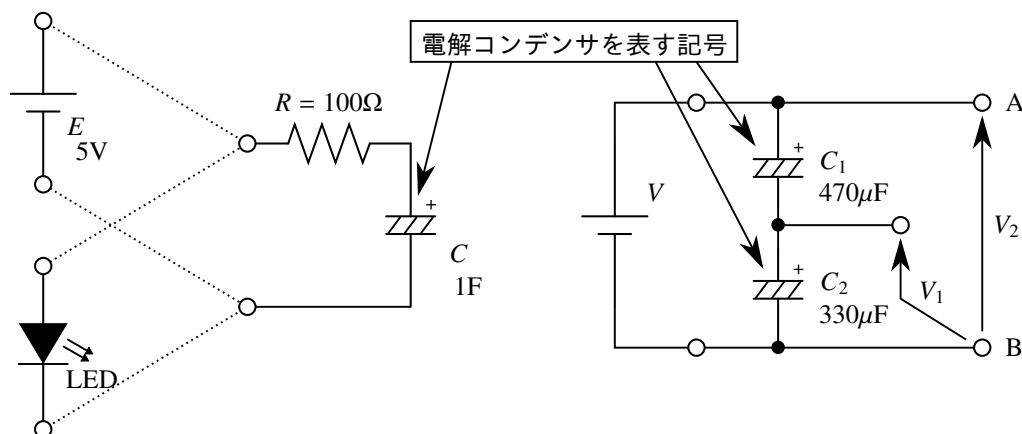 電解コンデンサを表す記号
E
5V
R = 100Ω
+
C
1F
LED
V
+
C1
470μF
+
C2
330μF
A
V2
V1
B